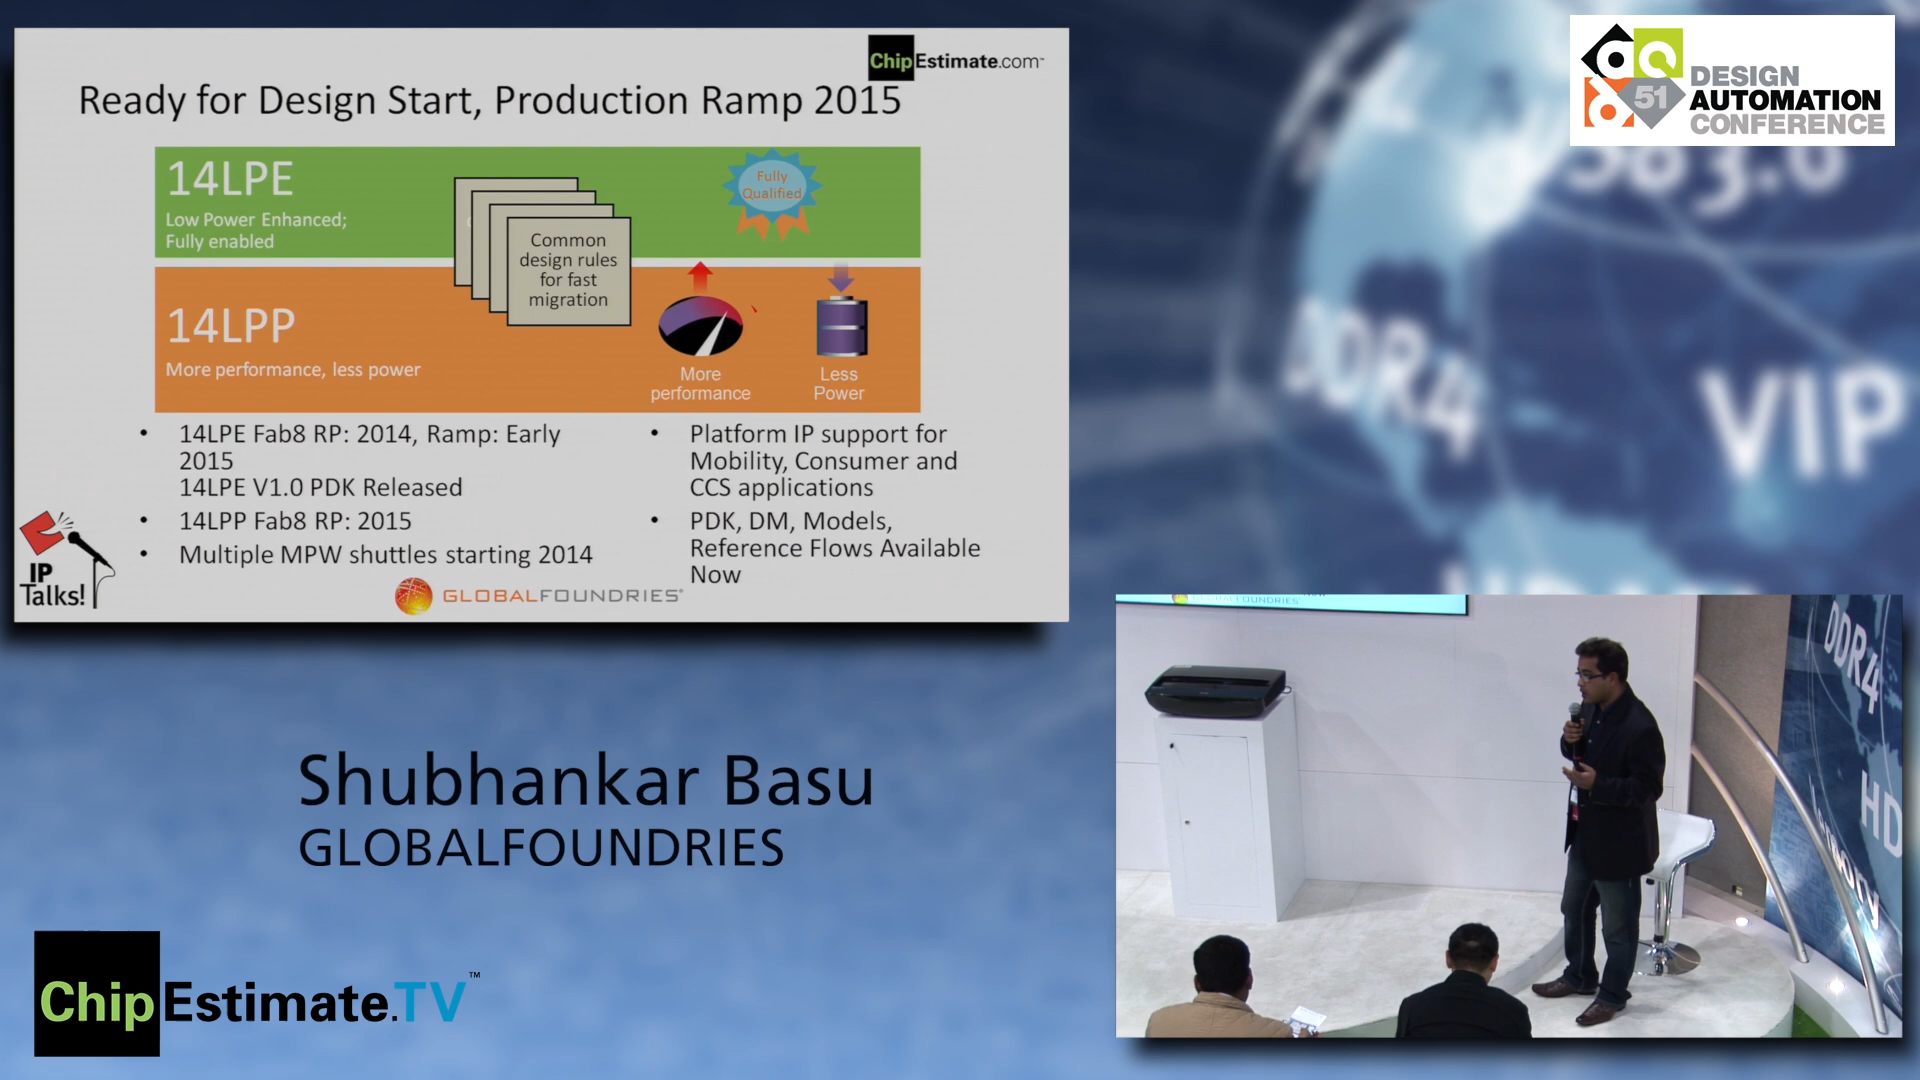 ChipEstimate.com™
Ready for Design Start, Production Ramp 2015
14LPE
Low Power Enhanced;
Fully enabled
Common
design rules
for fast
migration
Fully
Qualified
14LPP
More performance, less power
More
performance
Less
Power
• 14LPE Fab8 RP: 2014, Ramp: Early
2015
14LPE V1.0 PDK Released
• 14LPP Fab8 RP: 2015
• Multiple MPW shuttles starting 2014
• Platform IP support for
Mobility, Consumer and
CCS applications
• PDK, DM, Models,
Reference Flows Available
Now
IP
Talks!
GLOBALFOUNDRIES®
51
DESIGN
AUTOMATION
CONFERENCE
DDR4
VIP
Shubhankar Basu
GLOBALFOUNDRIES
ChipEstimate.TV™
GLOBALFOUNDRIES
DDR4
HD